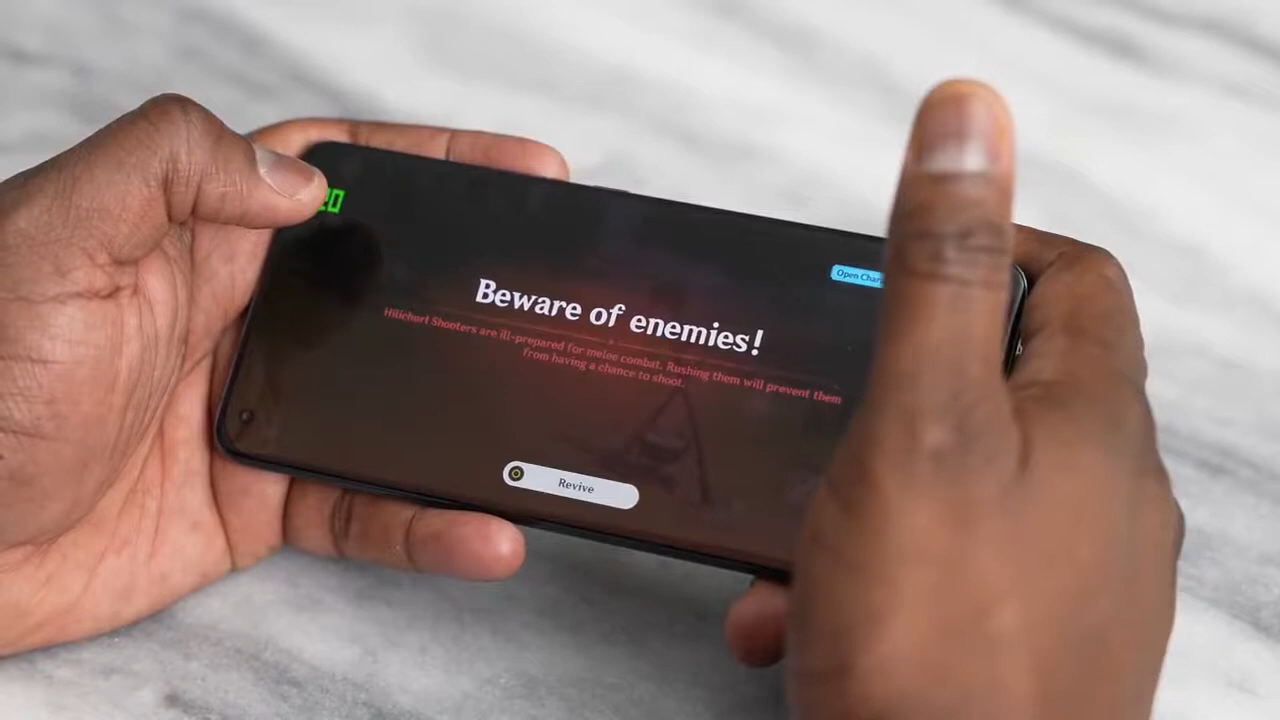 Open
Beware of enemies!
Hilichurl Shooters are ill-prepared for melee combat. Rushing them will prevent them
from having a chance to shoot.
Revive